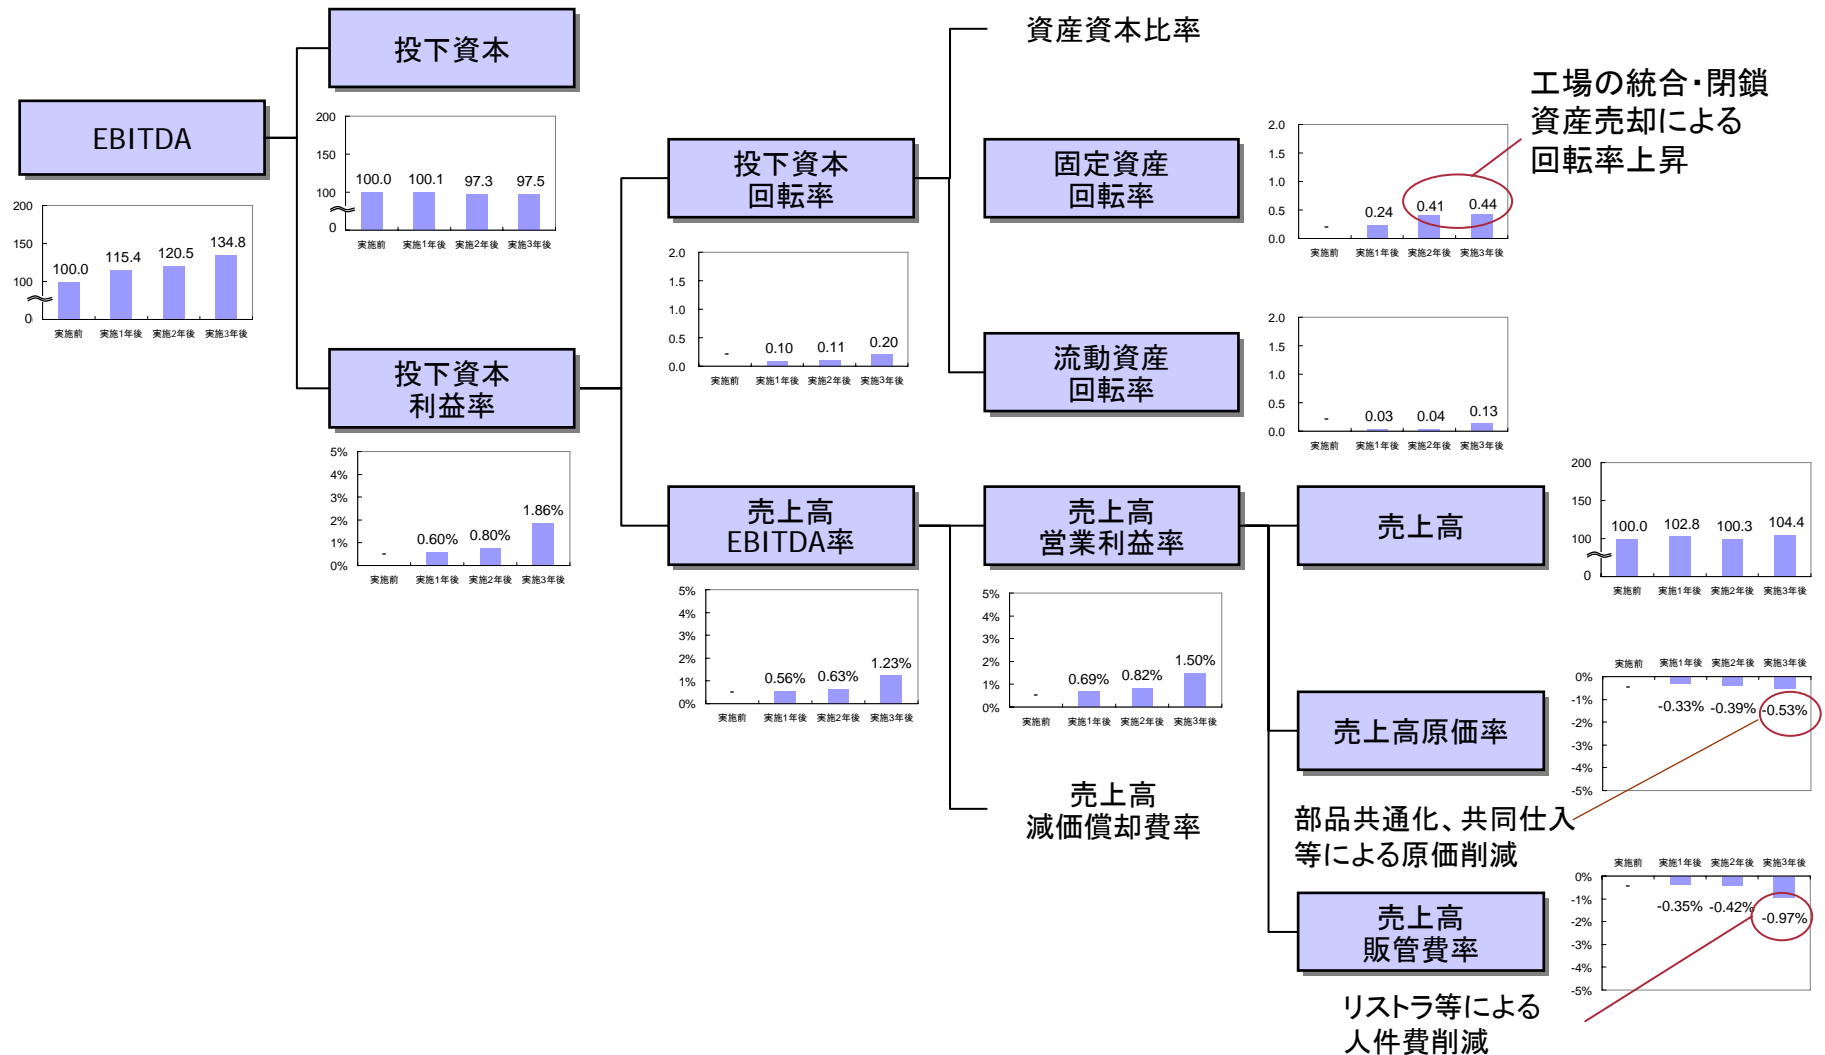 EBITDA
200
150
100
0
100.0
115.4
120.5
134.8
実施前
実施1年後
実施2年後
実施3年後
投下資本
200
150
100
0
100.0
100.1
97.3
97.5
実施前
実施1年後
実施2年後
実施3年後
投下資本
利益率
5%
4%
3%
2%
1%
0%
-
0.60%
0.80%
1.86%
実施前
実施1年後
実施2年後
実施3年後
投下資本
回転率
2.0
1.5
1.0
0.5
0.0
-
0.10
0.11
0.20
実施前
実施1年後
実施2年後
実施3年後
売上高
EBITDA率
5%
4%
3%
2%
1%
0%
-
0.56%
0.63%
1.23%
実施前
実施1年後
実施2年後
実施3年後
資産資本比率
固定資産
回転率
2.0
1.5
1.0
0.5
0.0
-
0.24
0.41
0.44
実施前
実施1年後
実施2年後
実施3年後
工場の統合・閉鎖
資産売却による
回転率上昇
流動資産
回転率
2.0
1.5
1.0
0.5
0.0
-
0.03
0.04
0.13
実施前
実施1年後
実施2年後
実施3年後
売上高
営業利益率
5%
4%
3%
2%
1%
0%
-
0.69%
0.82%
1.50%
実施前
実施1年後
実施2年後
実施3年後
売上高
減価償却費率
売上高
200
150
100
0
100.0
102.8
100.3
104.4
実施前
実施1年後
実施2年後
実施3年後
売上高原価率
実施前
実施1年後
実施2年後
実施3年後
0%
-1%
-2%
-3%
-4%
-5%
-
-0.33%
-0.39%
-0.53%
部品共通化、共同仕入
等による原価削減
売上高
販管費率
実施前
実施1年後
実施2年後
実施3年後
0%
-1%
-2%
-3%
-4%
-5%
-
-0.35%
-0.42%
-0.97%
リストラ等による
人件費削減